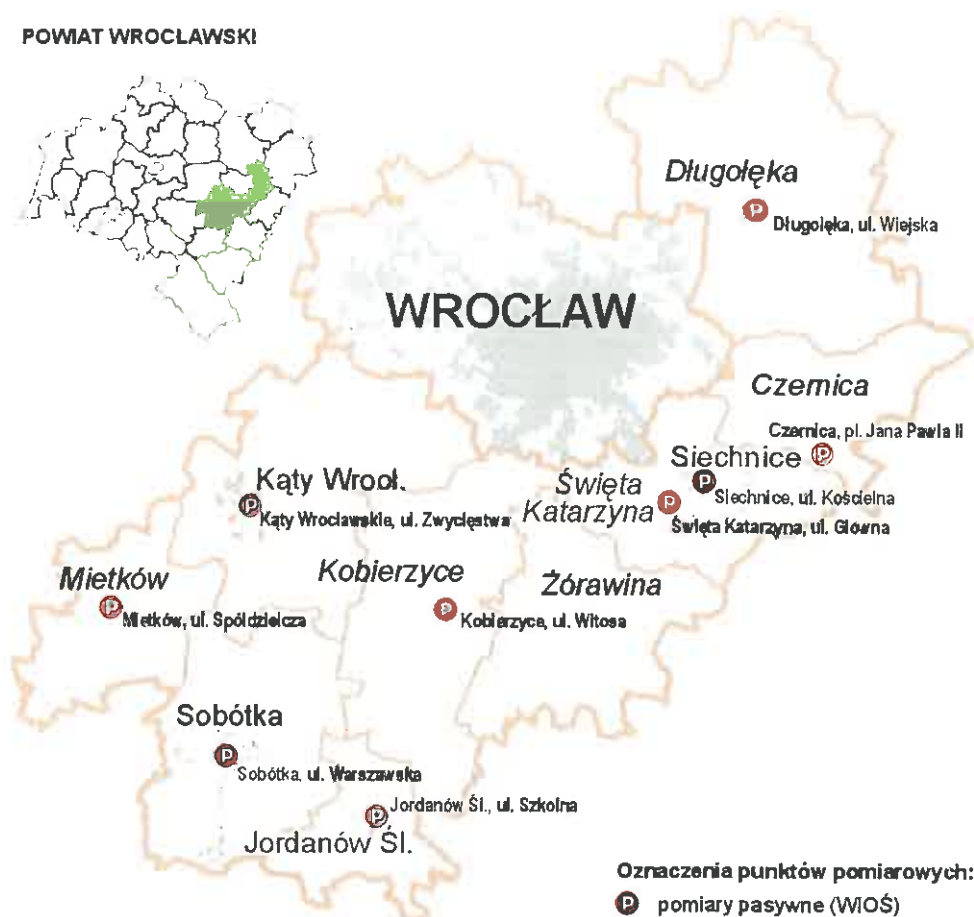 POWIAT WROCŁAWSKI
Długołęka
P
Długołęka, ul. Wiejska
WROCŁAW
Czernica
Czernica, pl. Jana Pawła II
P
Siechnice
P
Siechnice, ul. Kościelna
Święta
Katarzyna
P
Święta Katarzyna, ul. Główna
Kąty Wrocł.
P
Kąty Wrocławskie, ul. Zwycięstwa
Mietków
P
Mietków, ul. Spółdzielcza
Kobierzyce
P
Kobierzyce, ul. Witosa
Żórawina
Sobótka
P
Sobótka, ul. Warszawska
P
Jordanów Śl., ul. Szkolna
Jordanów Śl.
Oznaczenia punktów pomiarowych:
P pomiary pasywne (WIOŚ)